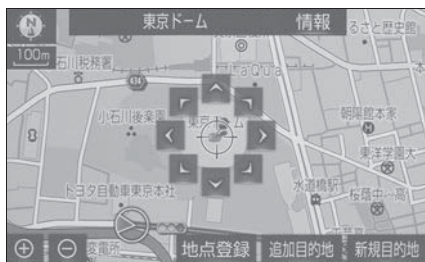 東京ドーム 情報
N
るさと歴史館
100m
石川税務署
LaQua
434
小石川後楽園
東京ドーム
朝陽館本家
東洋学園大
トヨタ自動車東京本社
水道橋駅
桜蔭中・高
変電所
地点登録 追加目的地 新規目的地